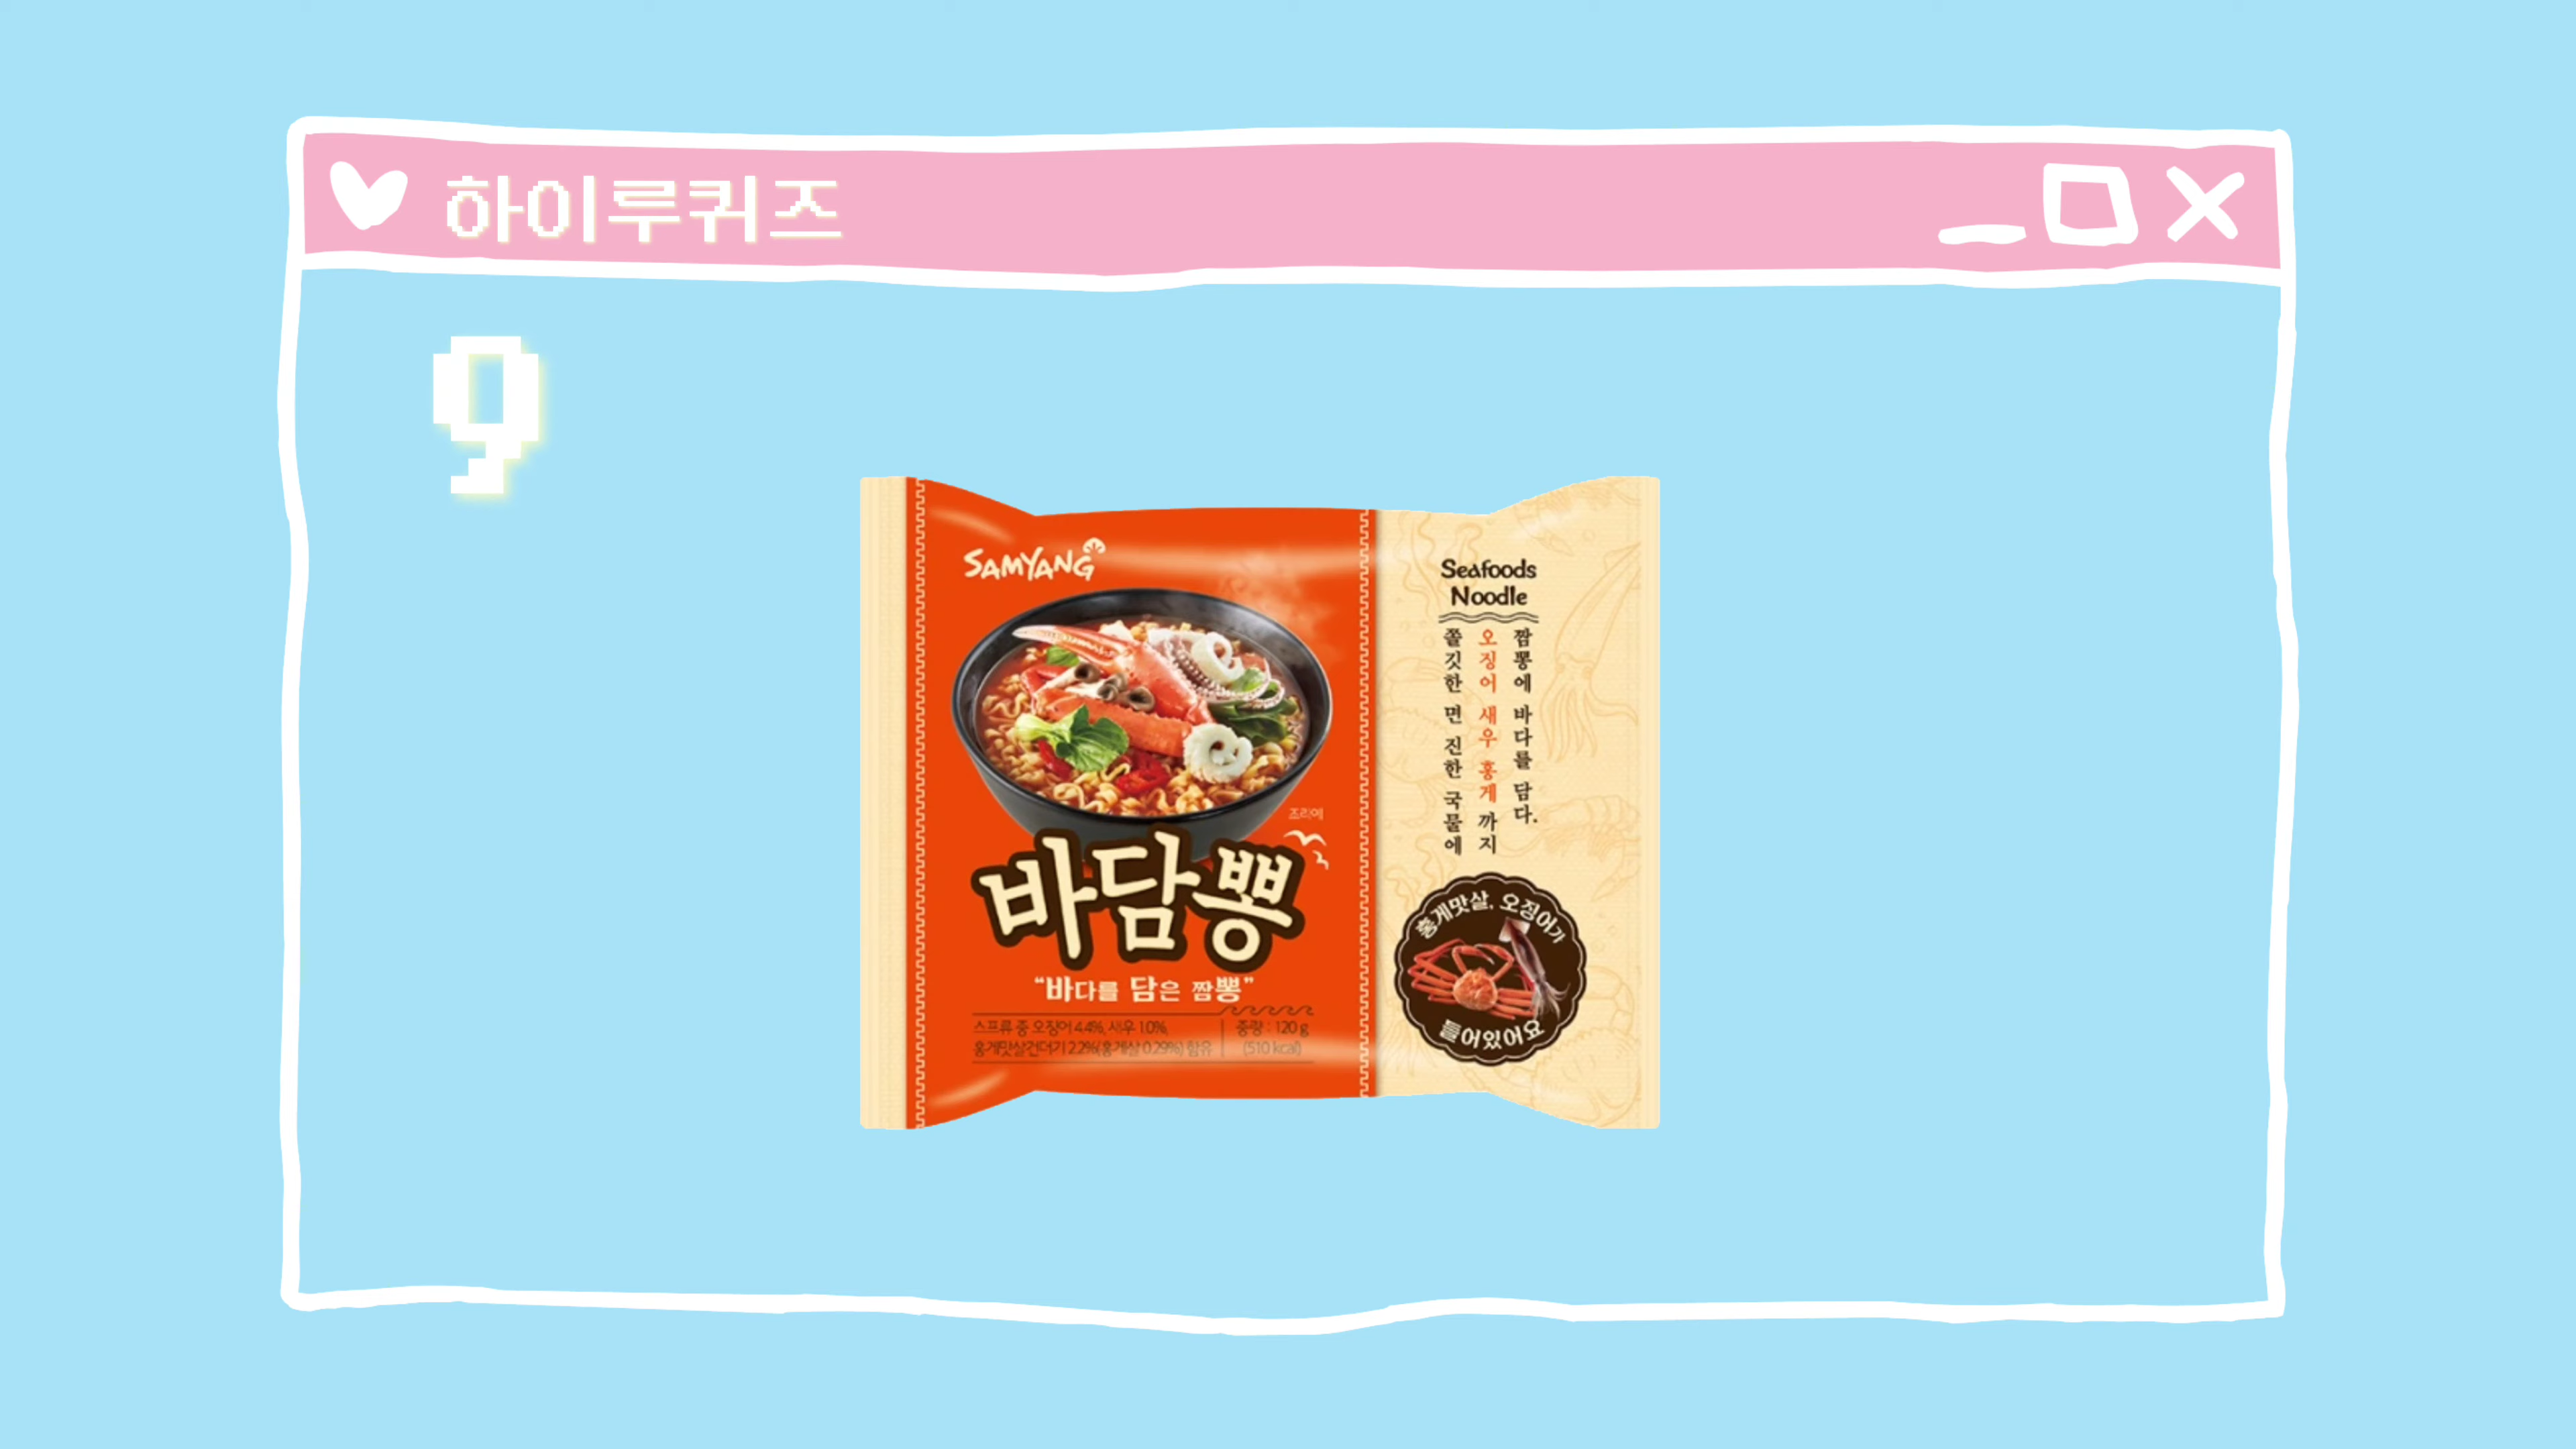 하이루퀴즈
9
SAMYANG
조리예
바담뽕
“바다를 담은 짬뽕”
스프류 중 오징어 4.4%, 새우 1.0%,
홍게맛살건더기 2.2%(홍게살 0.29%) 함유
중량 : 120 g
(510 kcal)
Seafoods
Noodle
짬뽕에 바다를 담다.
오징어 새우 홍게 까지
쫄깃한 면 진한 국물에
홍게맛살, 오징어가
들어있어요